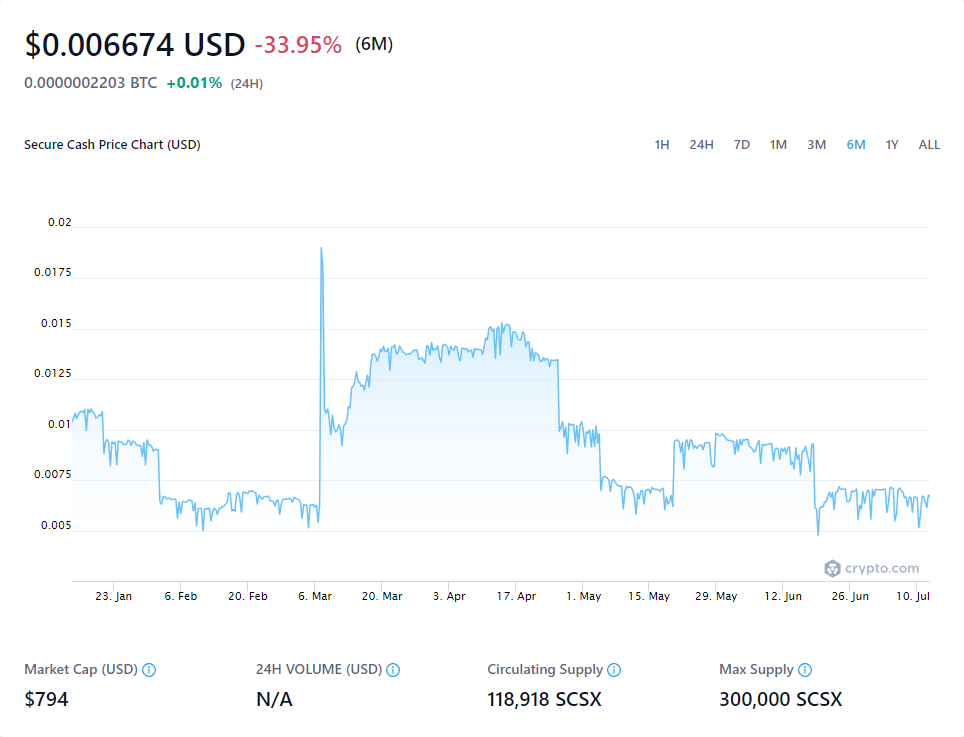 $0.006674 USD -33.95% (6M)
0.0000002203 BTC +0.01% (24H)
Secure Cash Price Chart (USD) 1H 24H 7D 1M 3M 6M 1Y ALL
0.02
0.0175
0.015
0.0125
0.01
0.0075
0.005
crypto.com
23. Jan 6. Feb 20. Feb 6. Mar 20. Mar 3. Apr 17. Apr 1. May 15. May 29. May 12. Jun 26. Jun 10. Jul
Market Cap (USD) 24H VOLUME (USD) Circulating Supply Max Supply
$794 N/A 118,918 SCSX 300,000 SCSX